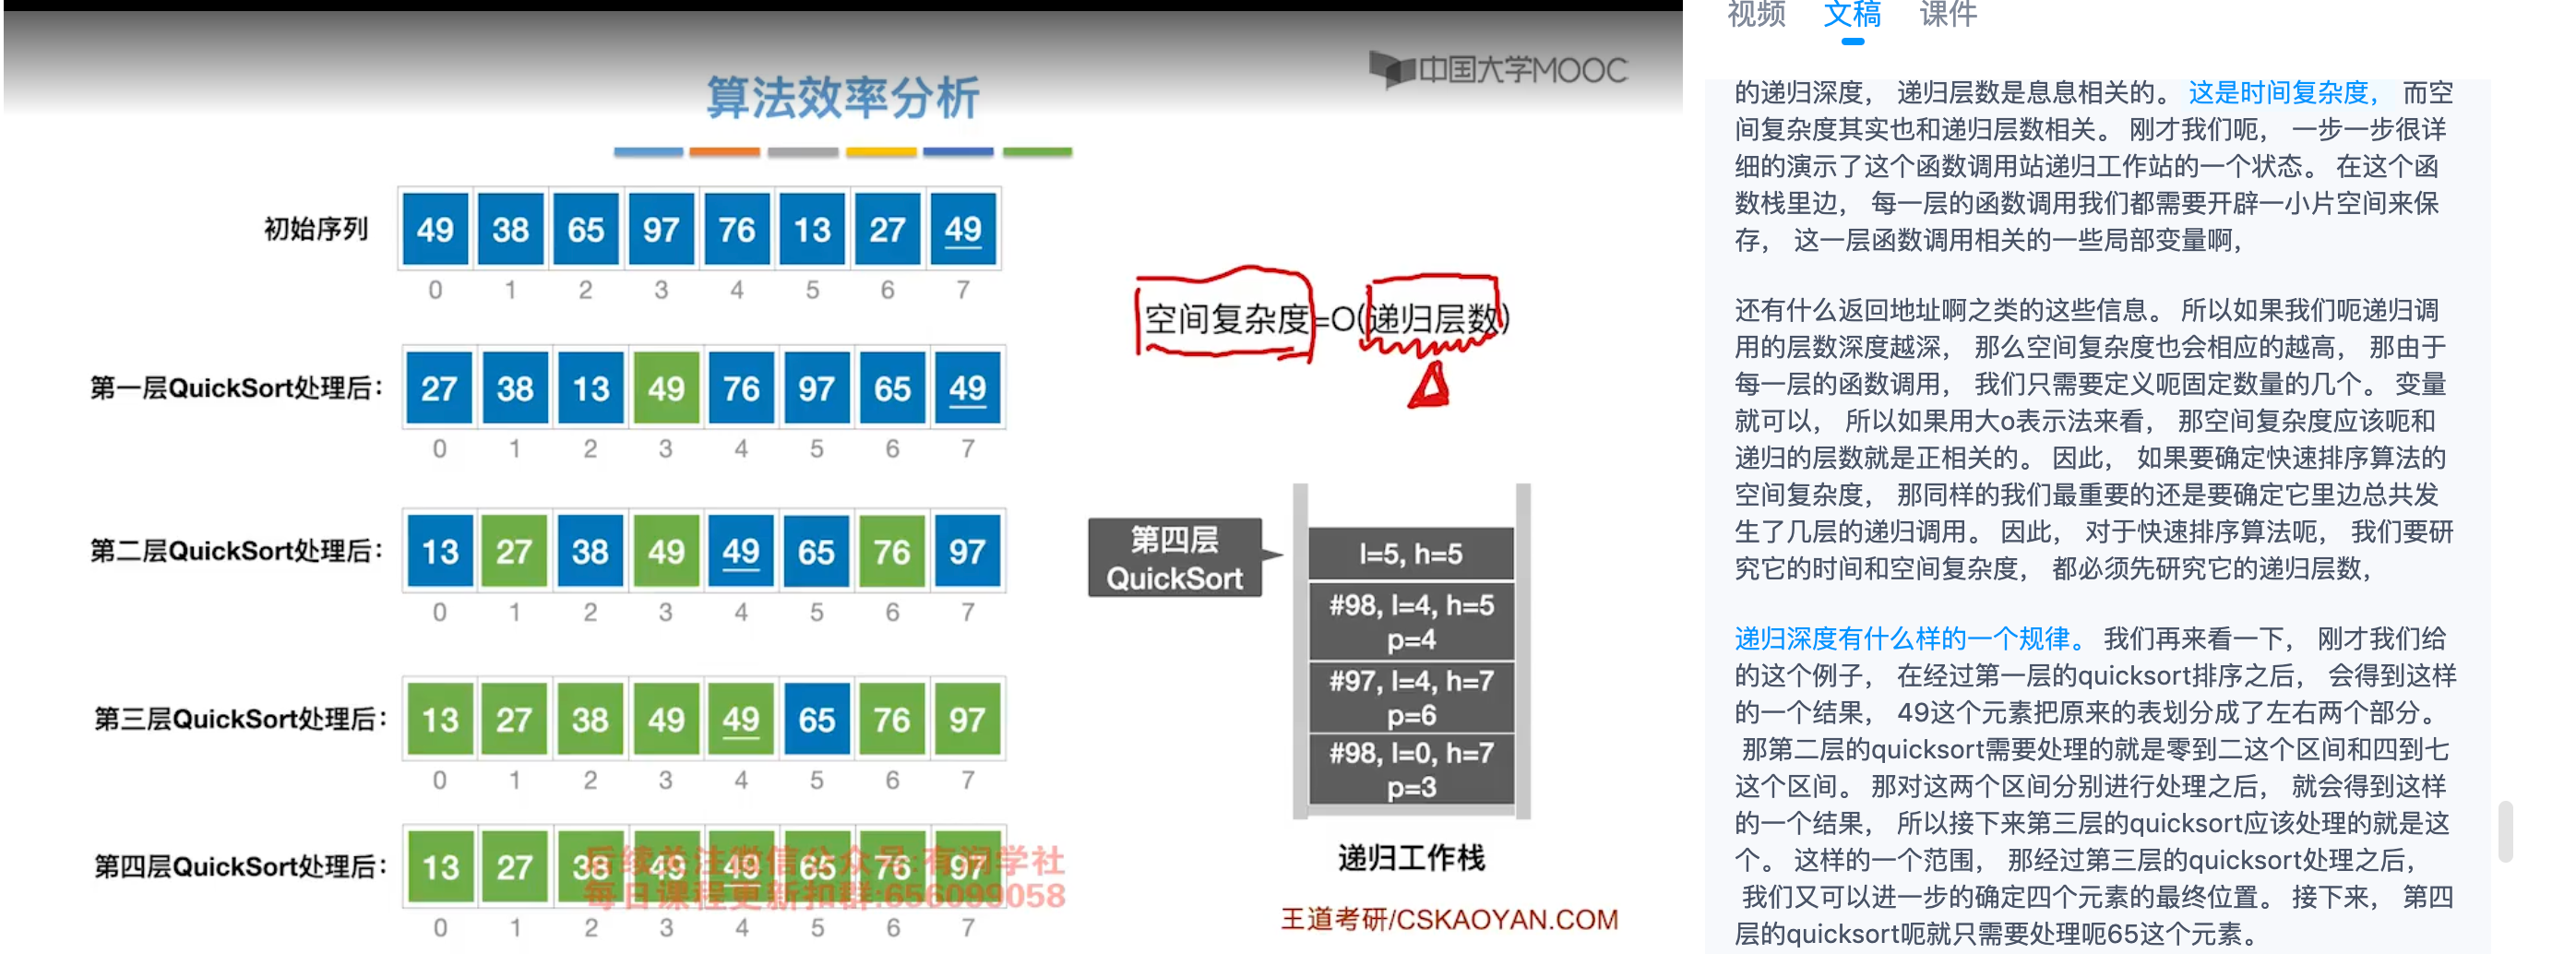 中国大学MOOC
算法效率分析
初始序列
49 38 65 97 76 13 27 49
0 1 2 3 4 5 6 7
第一层QuickSort处理后：
27 38 13 49 76 97 65 49
0 1 2 3 4 5 6 7
第二层QuickSort处理后：
13 27 38 49 49 65 76 97
0 1 2 3 4 5 6 7
第三层QuickSort处理后：
13 27 38 49 49 65 76 97
0 1 2 3 4 5 6 7
第四层QuickSort处理后：
13 27 38 49 49 65 76 97
0 1 2 3 4 5 6 7
后续关注微信公众号:有润学社
每日课程更新扣群:656099058
空间复杂度=O(递归层数)
第四层
QuickSort
l=5, h=5
#98, l=4, h=5
p=4
#97, l=4, h=7
p=6
#98, l=0, h=7
p=3
递归工作栈
王道考研/CSKAOYAN.COM
视频 文稿 课件
的递归深度， 递归层数是息息相关的。 这是时间复杂度， 而空
间复杂度其实也和递归层数相关。 刚才我们呃， 一步一步很详
细的演示了这个函数调用站递归工作站的一个状态。 在这个函
数栈里边， 每一层的函数调用我们都需要开辟一小片空间来保
存， 这一层函数调用相关的一些局部变量啊，
还有什么返回地址啊之类的这些信息。 所以如果我们呃递归调
用的层数深度越深， 那么空间复杂度也会相应的越高， 那由于
每一层的函数调用， 我们只需要定义呃固定数量的几个。 变量
就可以， 所以如果用大o表示法来看， 那空间复杂度应该呃和
递归的层数就是正相关的。 因此， 如果要确定快速排序算法的
空间复杂度， 那同样的我们最重要的还是要确定它里边总共发
生了几层的递归调用。 因此， 对于快速排序算法呃， 我们要研
究它的时间和空间复杂度， 都必须先研究它的递归层数，
递归深度有什么样的一个规律。 我们再来看一下， 刚才我们给
的这个例子， 在经过第一层的quicksort排序之后， 会得到这样
的一个结果， 49这个元素把原来的表划分成了左右两个部分。
那第二层的quicksort需要处理的就是零到二这个区间和四到七
这个区间。 那对这两个区间分别进行处理之后， 就会得到这样
的一个结果， 所以接下来第三层的quicksort应该处理的就是这
个。 这样的一个范围， 那经过第三层的quicksort处理之后，
我们又可以进一步的确定四个元素的最终位置。 接下来， 第四
层的quicksort呃就只需要处理呃65这个元素。